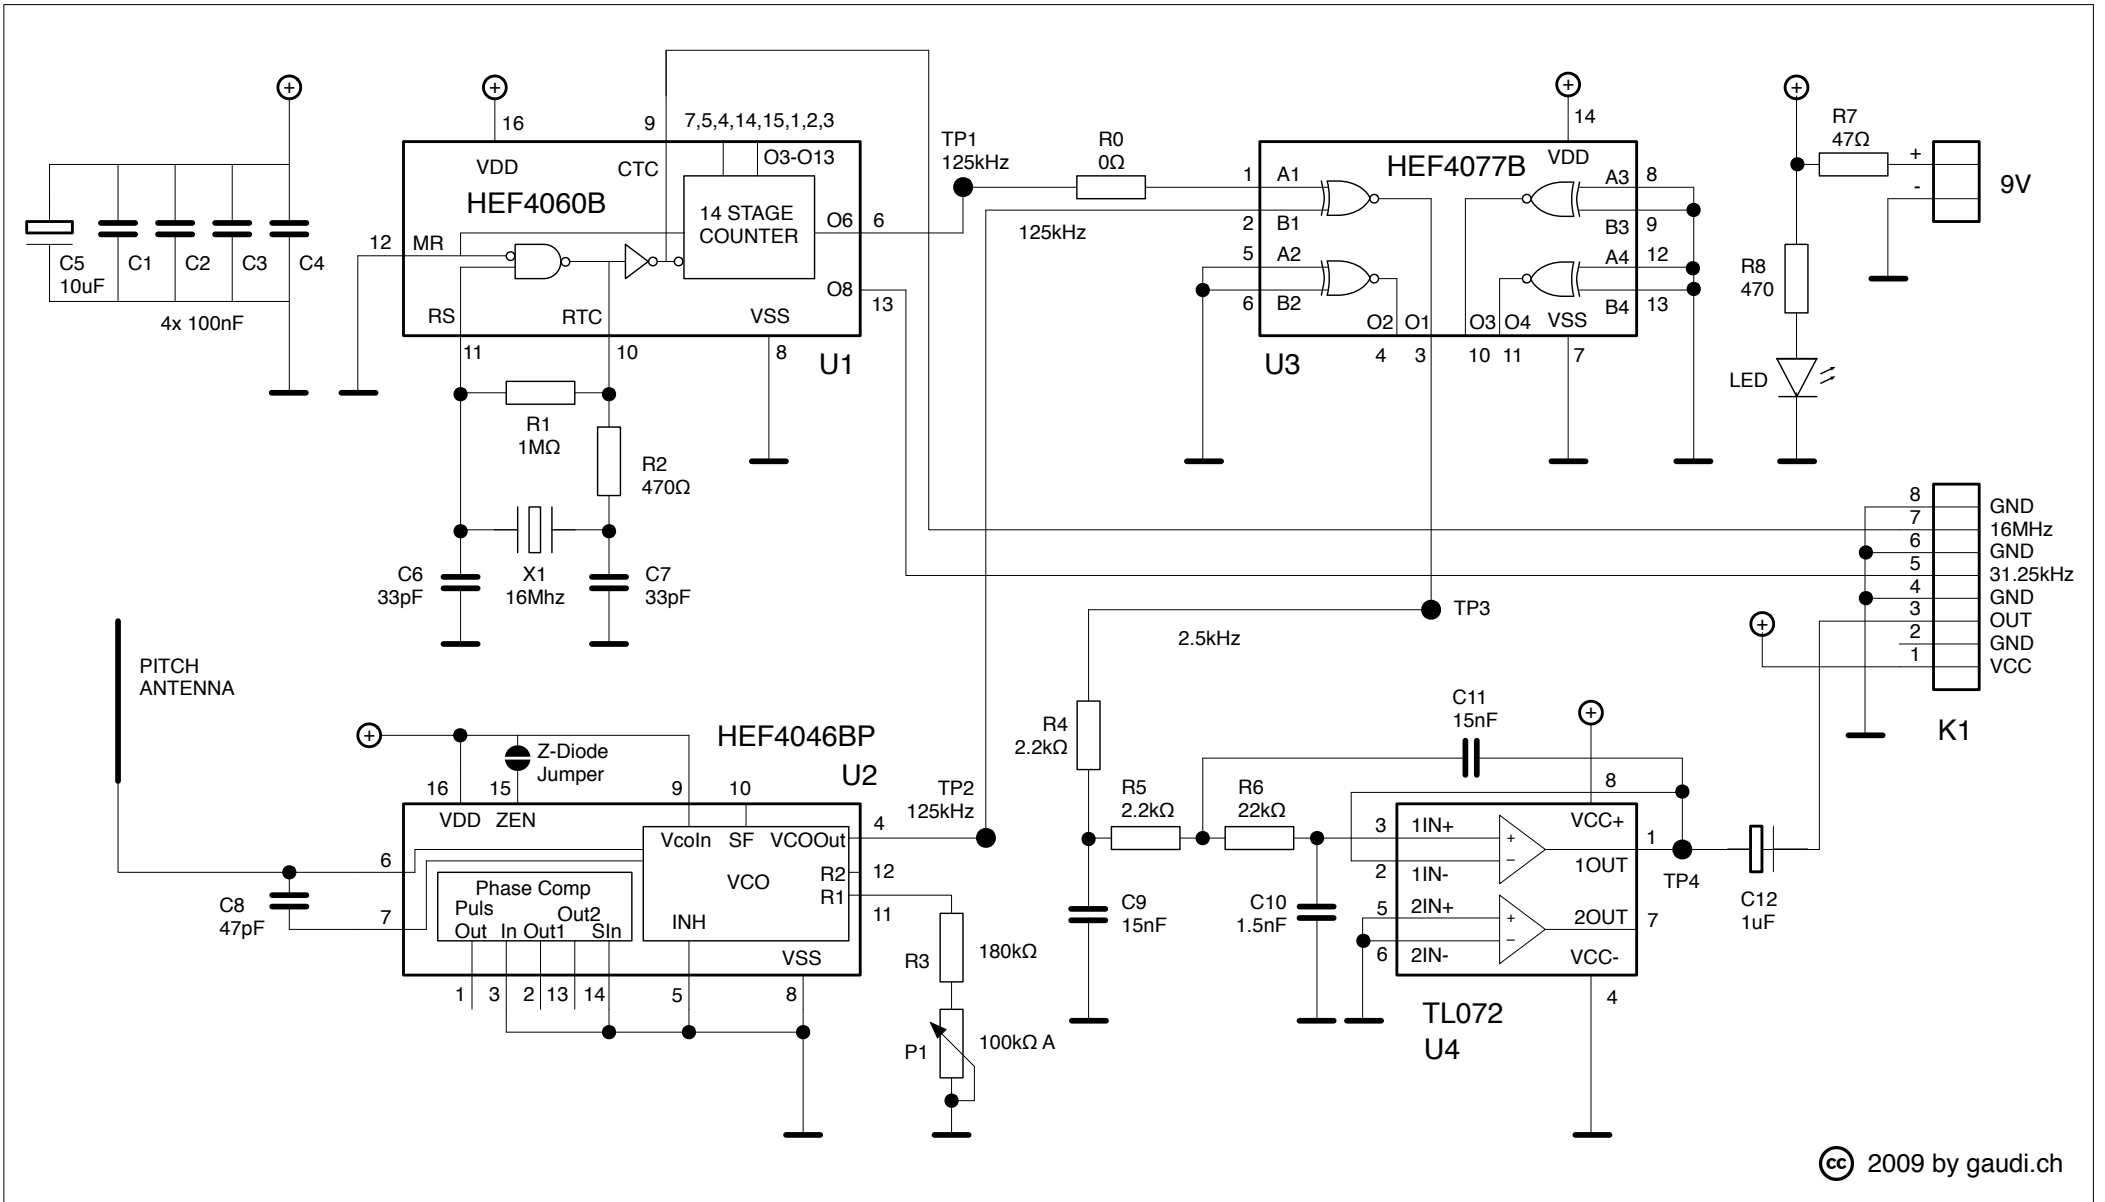 C5
10uF
C1
C2
C3
C4
4x 100nF
16
9
7,5,4,14,15,1,2,3
VDD
CTC
O3-O13
HEF4060B
14 STAGE
COUNTER
O6
6
12
MR
O8
13
RS
RTC
VSS
11
10
8
U1
R1
1MΩ
R2
470Ω
C6
33pF
X1
16Mhz
C7
33pF
TP1
125kHz
R0
0Ω
125kHz
14
HEF4077B
VDD
1
A1
2
B1
5
A2
6
B2
A3
8
B3
9
A4
12
B4
13
O2
O1
O3
O4
VSS
4
3
10
11
7
U3
R7
47Ω
+
-
9V
R8
470
LED
8
GND
7
16MHz
6
GND
5
31.25kHz
4
GND
3
OUT
2
GND
1
VCC
K1
TP3
2.5kHz
PITCH
ANTENNA
C8
47pF
Z-Diode
Jumper
HEF4046BP
U2
16
15
9
10
VDD
ZEN
VcoIn
SF
VCOOut
4
6
VCO
R2
12
R1
11
7
Phase Comp
Puls
Out2
Out
In
Out1
SIn
INH
VSS
1
3
2
13
14
5
8
TP2
125kHz
R3
180kΩ
P1
100kΩ A
R4
2.2kΩ
R5
2.2kΩ
R6
22kΩ
C11
15nF
C9
15nF
C10
1.5nF
8
VCC+
3
1IN+
+
1
2
1IN-
−
1OUT
5
2IN+
+
2OUT
7
6
2IN-
−
VCC-
4
TL072
U4
TP4
C12
1uF
cc 2009 by gaudi.ch